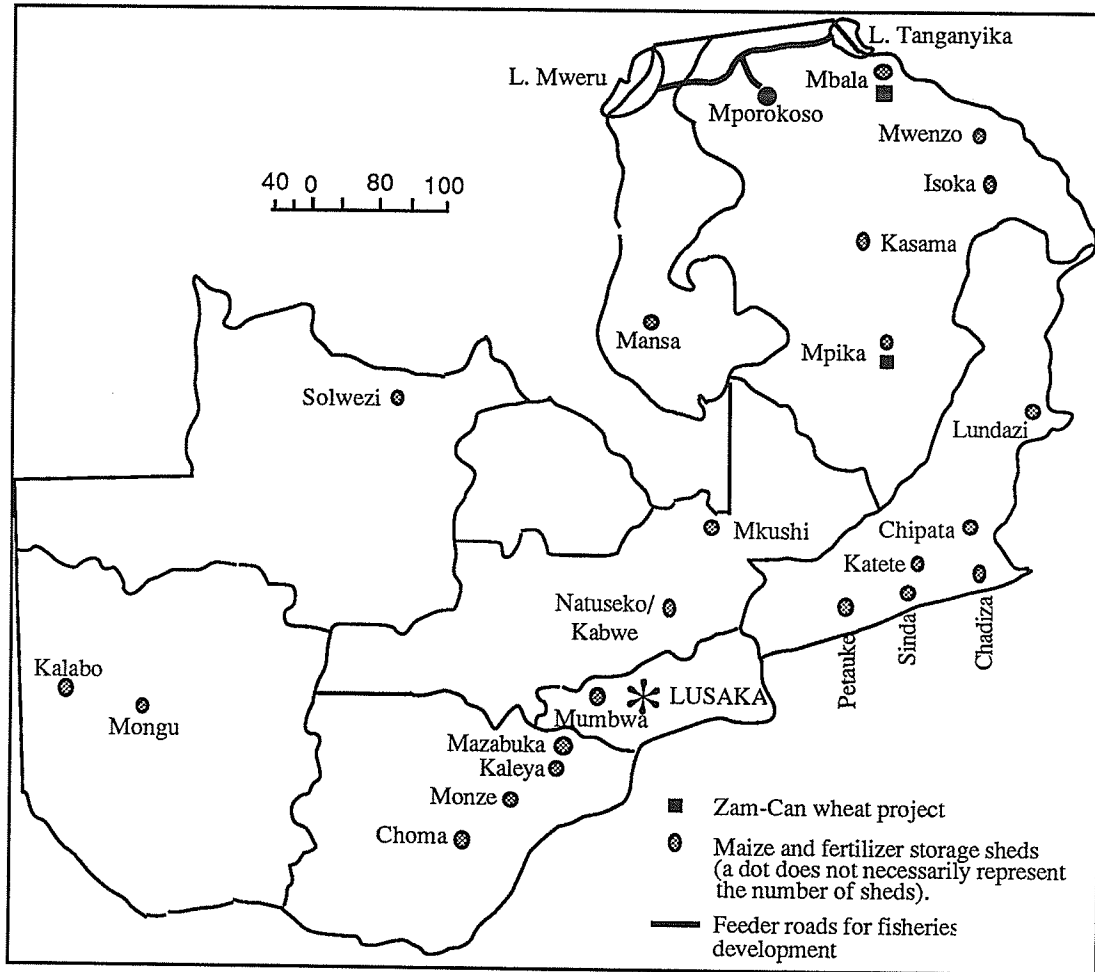 L. Tanganyika
L. Mweru
Mbala
Mporokoso
Mwenzo
40 0 80 100
Isoka
Kasama
Mansa
Mpika
Solwezi
Lundazi
Mkushi
Chipata
Katete
Natuseko/
Kabwe
Petauke
Sinda
Chadiza
Kalabo
Mongu
LUSAKA
Mumbwa
Mazabuka
Kaleya
Monze
Choma
Zam-Can wheat project
Maize and fertilizer storage sheds
(a dot does not necessarily represent
the number of sheds).
Feeder roads for fisheries
development